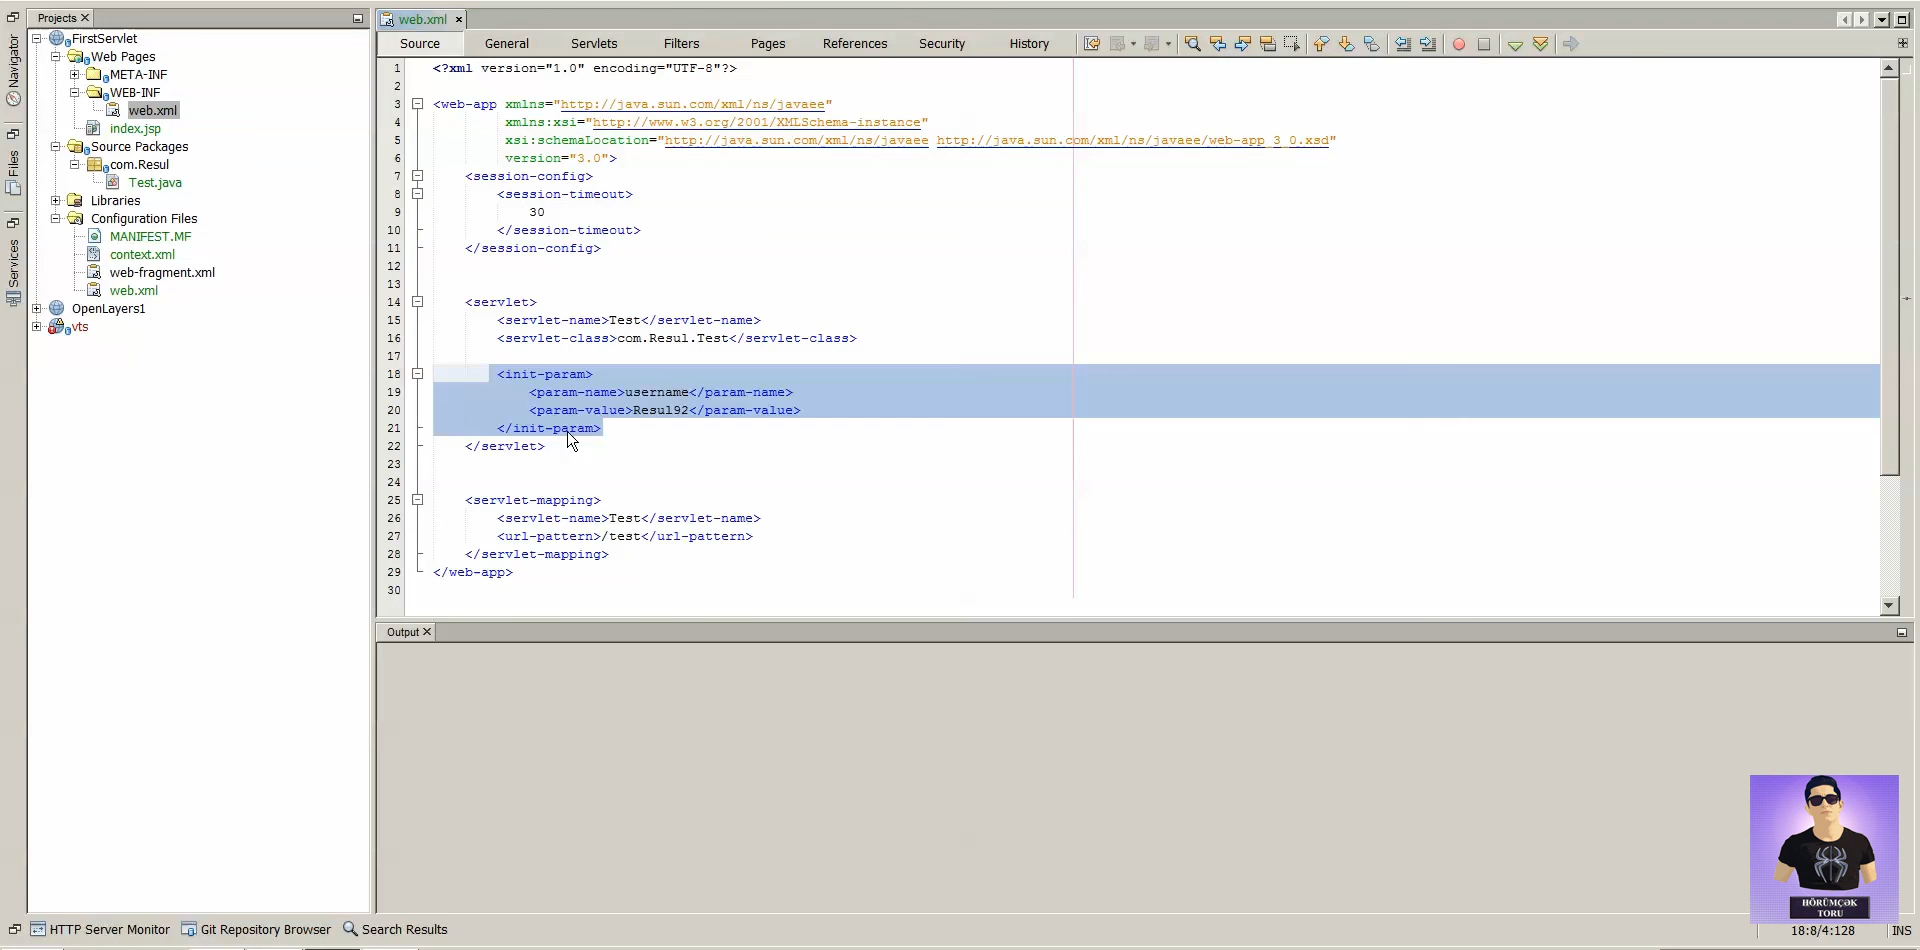 Projects
web.xml
Source General Servlets Filters Pages References Security History
Navigator
Files
Services
FirstServlet
Web Pages
META-INF
WEB-INF
web.xml
index.jsp
Source Packages
com.Resul
Test.java
Libraries
Configuration Files
MANIFEST.MF
context.xml
web-fragment.xml
web.xml
OpenLayers1
vts
1 <?xml version="1.0" encoding="UTF-8"?>
2
3 <web-app xmlns="http://java.sun.com/xml/ns/javaee"
4 xmlns:xsi="http://www.w3.org/2001/XMLSchema-instance"
5 xsi:schemaLocation="http://java.sun.com/xml/ns/javaee http://java.sun.com/xml/ns/javaee/web-app_3_0.xsd"
6 version="3.0">
7 <session-config>
8 <session-timeout>
9 30
10 </session-timeout>
11 </session-config>
12
13
14 <servlet>
15 <servlet-name>Test</servlet-name>
16 <servlet-class>com.Resul.Test</servlet-class>
17
18 <init-param>
19 <param-name>username</param-name>
20 <param-value>Resul92</param-value>
21 </init-param>
22 </servlet>
23
24
25 <servlet-mapping>
26 <servlet-name>Test</servlet-name>
27 <url-pattern>/test</url-pattern>
28 </servlet-mapping>
29 </web-app>
30
Output
HÖRÜMÇƏK
TORU
HTTP Server Monitor Git Repository Browser Search Results
18:8/4:128 INS